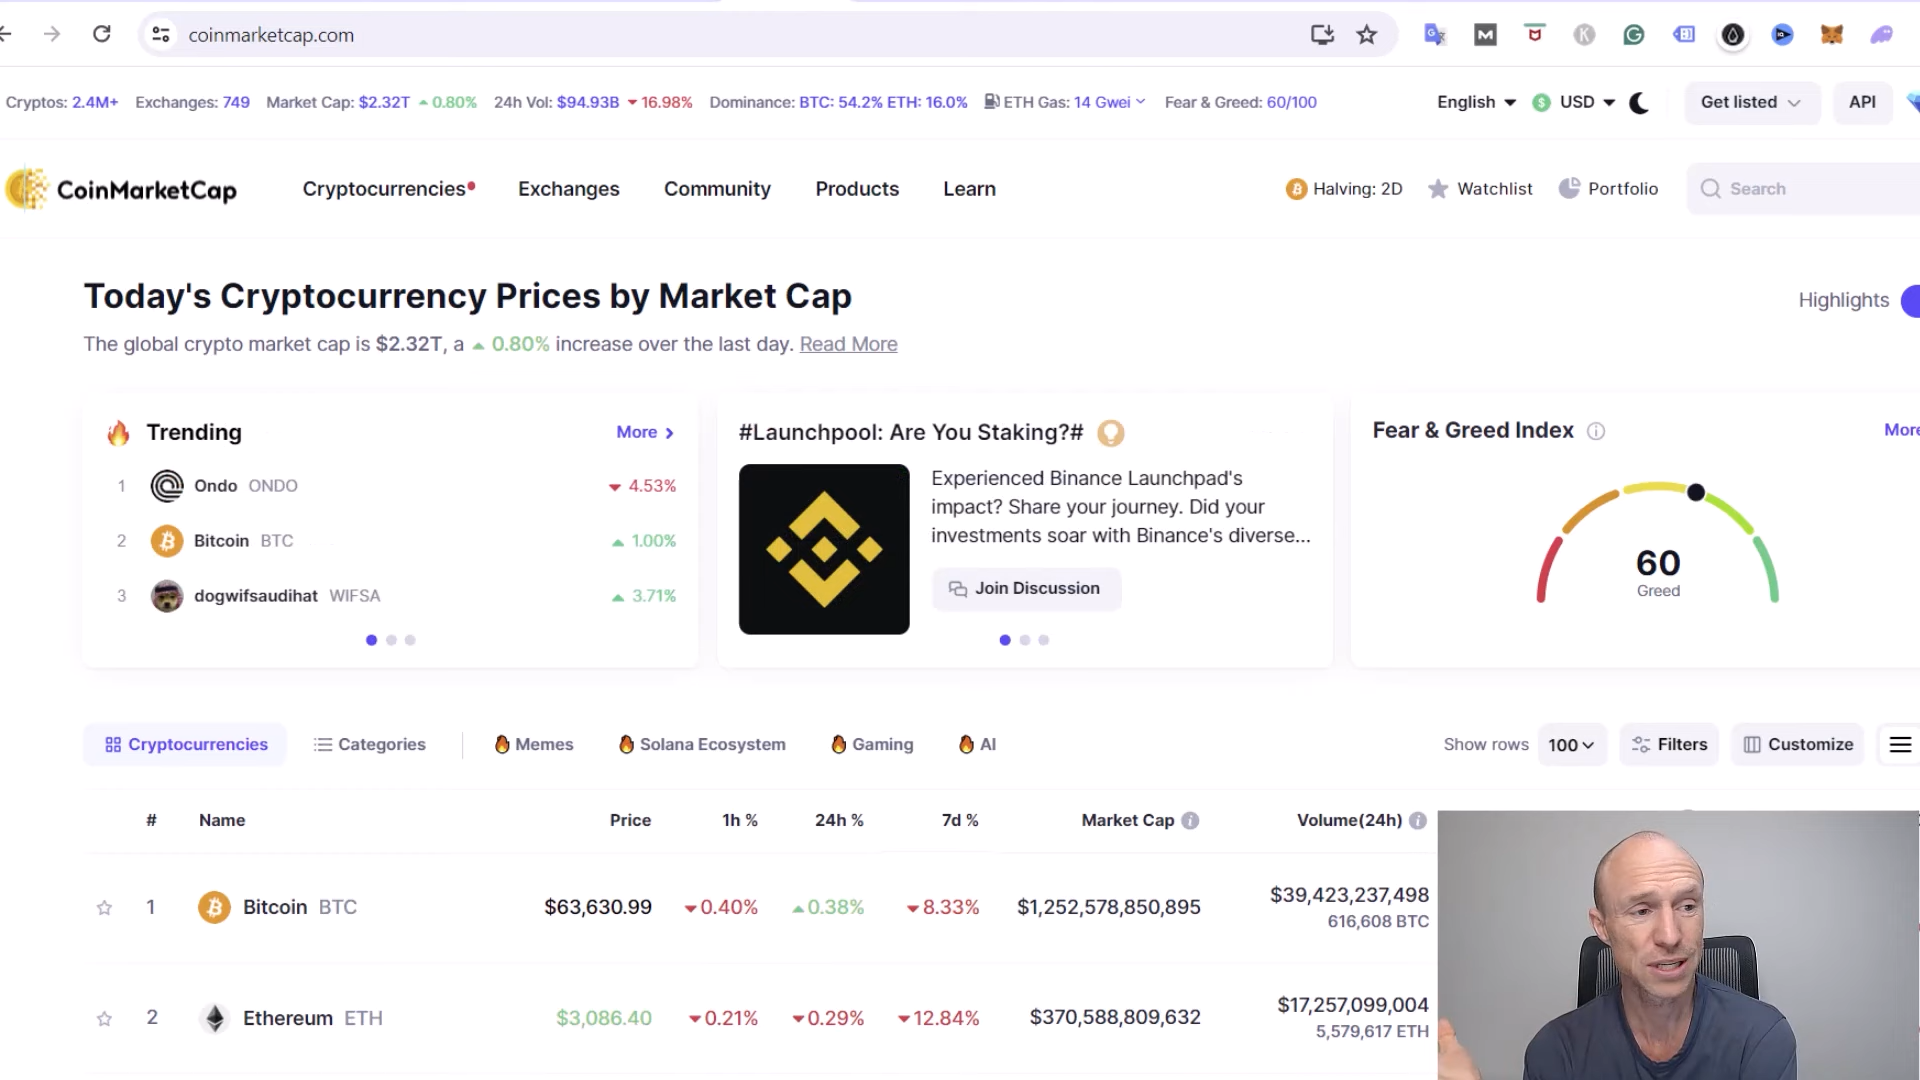 coinmarketcap.com
Cryptos: 2.4M+ Exchanges: 749 Market Cap: $2.32T 0.80% 24h Vol: $94.93B 16.98% Dominance: BTC: 54.2% ETH: 16.0% ETH Gas: 14 Gwei Fear & Greed: 60/100 English USD Get listed API
CoinMarketCap Cryptocurrencies Exchanges Community Products Learn Halving: 2D Watchlist Portfolio Search
Today's Cryptocurrency Prices by Market Cap
Highlights
The global crypto market cap is $2.32T, a 0.80% increase over the last day. Read More
Trending More
1 Ondo ONDO 4.53%
2 Bitcoin BTC 1.00%
3 dogwifsaudihat WIFSA 3.71%
#Launchpool: Are You Staking?#
Experienced Binance Launchpad's
impact? Share your journey. Did your
investments soar with Binance's diverse...
Join Discussion
Fear & Greed Index More
60
Greed
Cryptocurrencies Categories Memes Solana Ecosystem Gaming AI Show rows 100 Filters Customize
# Name Price 1h % 24h % 7d % Market Cap Volume(24h)
1 Bitcoin BTC $63,630.99 0.40% 0.38% 8.33% $1,252,578,850,895 $39,423,237,498
616,608 BTC
2 Ethereum ETH $3,086.40 0.21% 0.29% 12.84% $370,588,809,632 $17,257,099,004
5,579,617 ETH